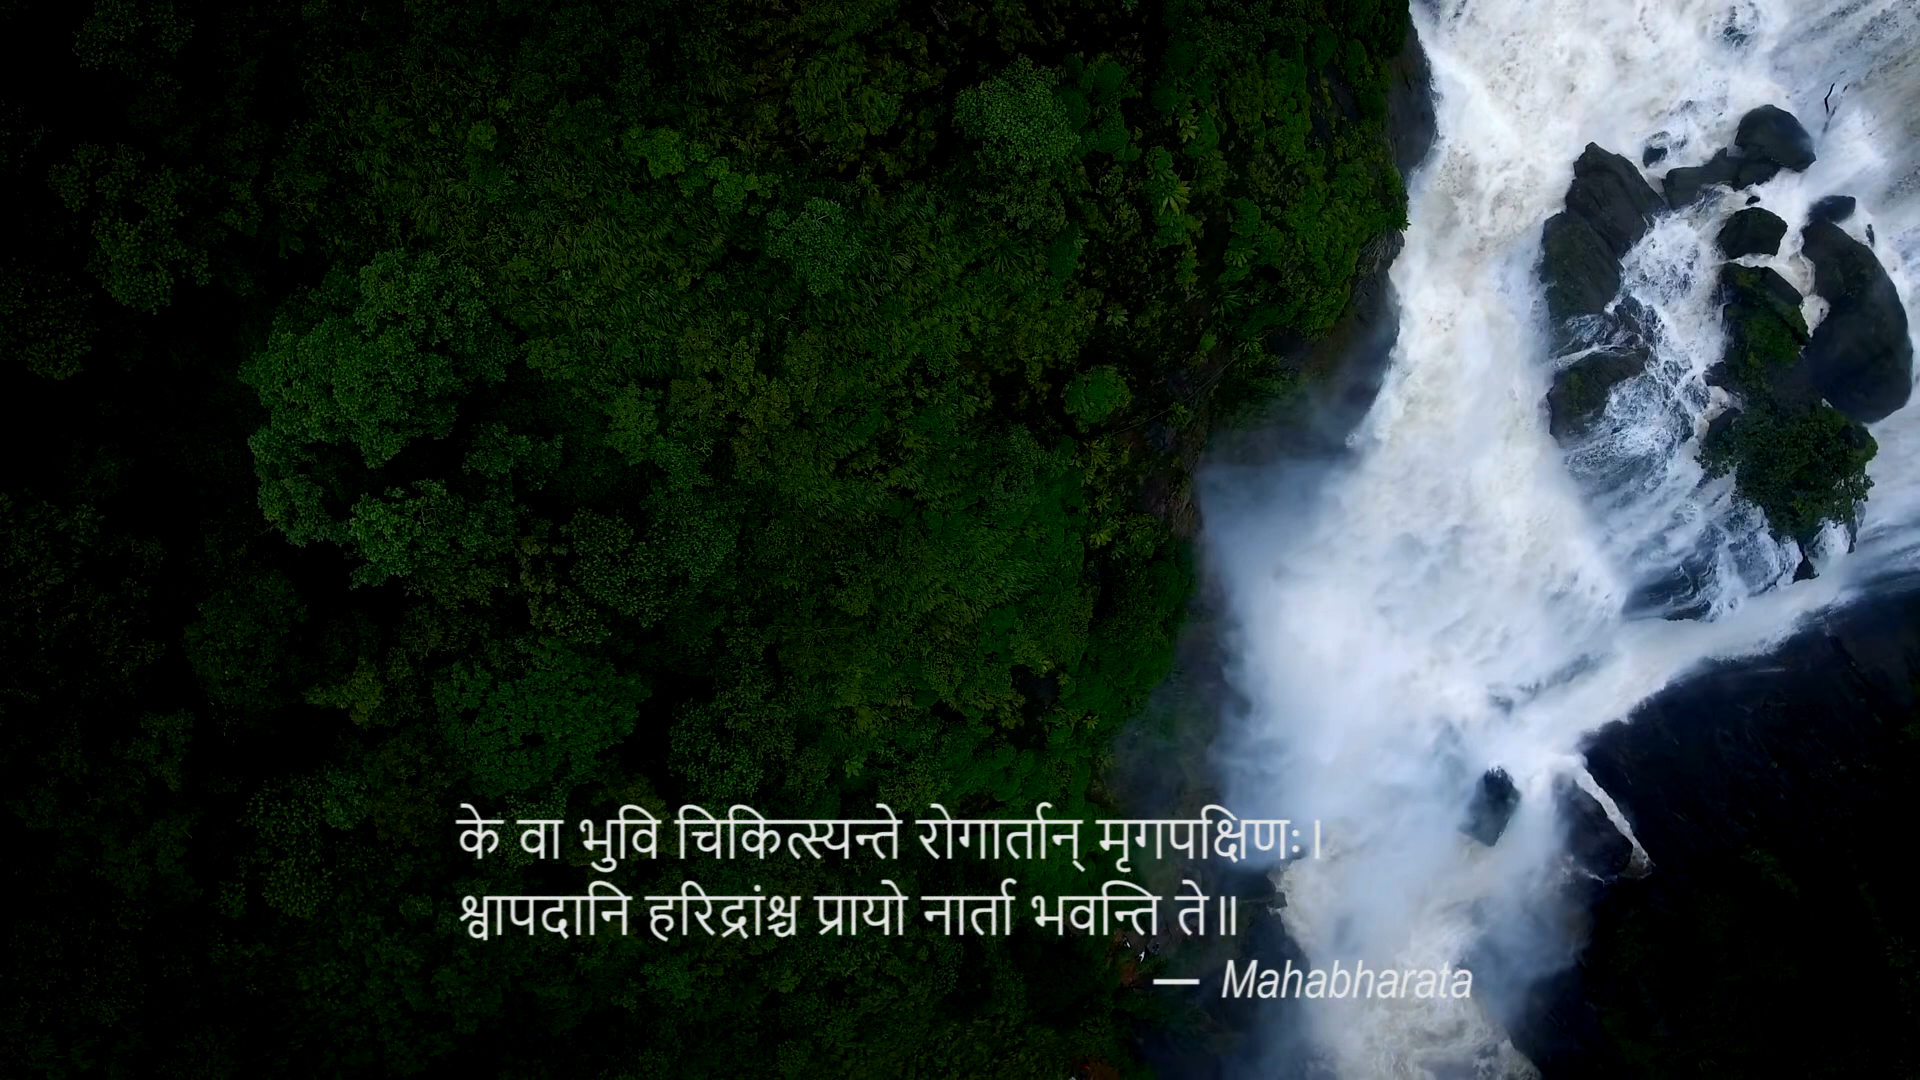 के वा भुवि चिकित्स्यन्ते रोगार्तान् मृगपक्षिणः।
श्वापदानि हरिद्रांश्च प्रायो नार्ता भवन्ति ते॥
— Mahabharata